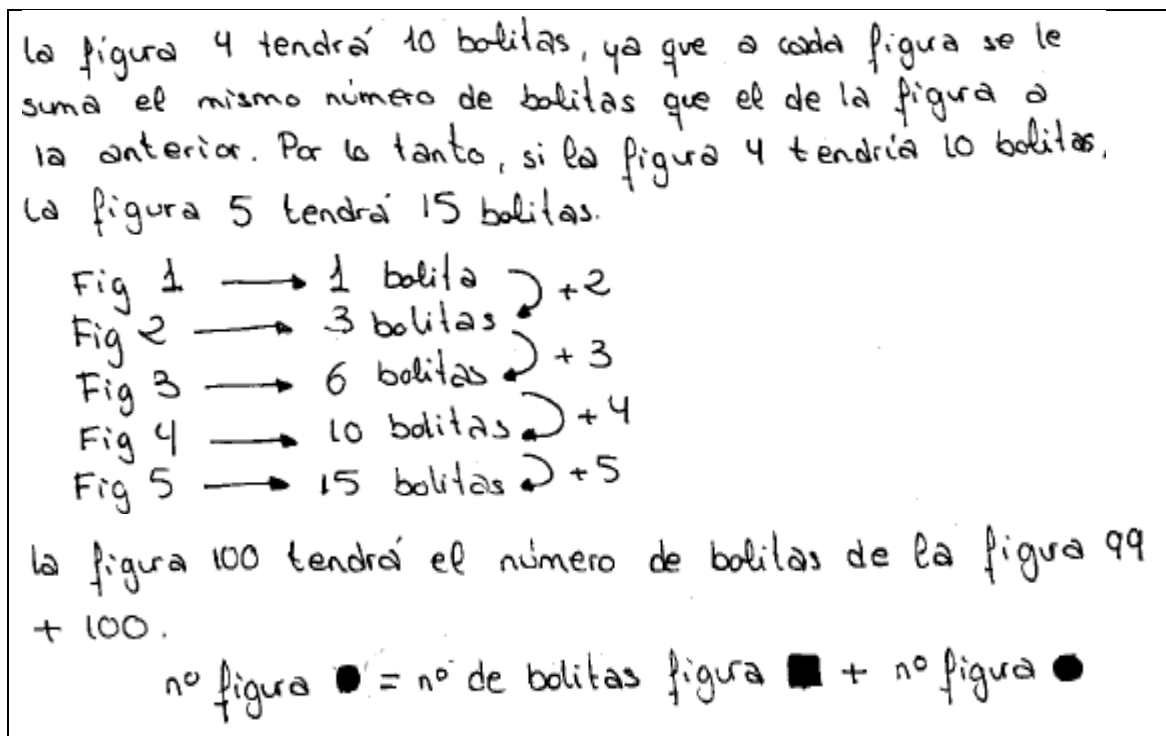 la figura 4 tendrá 10 bolitas, ya que a cada figura se le
suma el mismo número de bolitas que el de la figura a
la anterior. Por lo tanto, si la figura 4 tendría 10 bolitas,
la figura 5 tendrá 15 bolitas.
Fig 1 → 1 bolita +2
Fig 2 → 3 bolitas +3
Fig 3 → 6 bolitas +4
Fig 4 → 10 bolitas +5
Fig 5 → 15 bolitas
la figura 100 tendrá el número de bolitas de la figura 99
+ 100.
nº figura ● = nº de bolitas figura ■ + nº figura ●